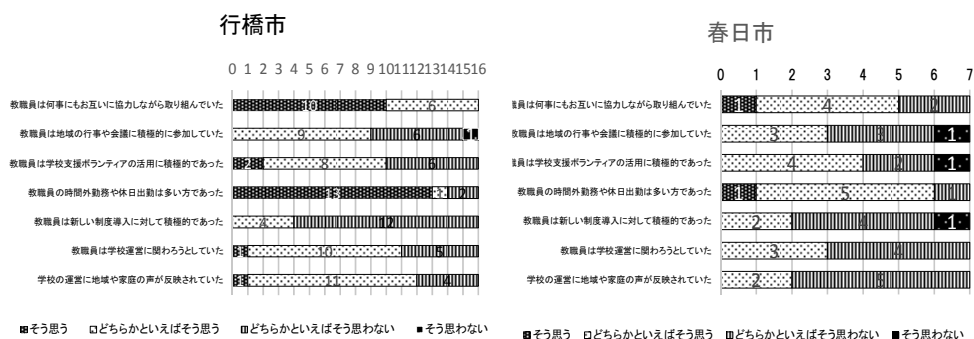 行橋市
0 1 2 3 4 5 6 7 8 9 10 11 12 13 14 15 16
教職員は何事にもお互いに協力しながら取り組んでいた 10 6
教職員は地域の行事や会議に積極的に参加していた 9 6 1
教職員は学校支援ボランティアの活用に積極的であった 2 8 6
教職員の時間外勤務や休日出勤は多い方であった 13 1 2
教職員は新しい制度導入に対して積極的であった 4 12
教職員は学校運営に関わろうとしていた 1 10 5
学校の運営に地域や家庭の声が反映されていた 1 11 4
そう思う どちらかといえばそう思う どちらかといえばそう思わない そう思わない
春日市
0 1 2 3 4 5 6 7
職員は何事にもお互いに協力しながら取り組んでいた 1 4 2
教職員は地域の行事や会議に積極的に参加していた 3 3 1
職員は学校支援ボランティアの活用に積極的であった 4 2 1
教職員の時間外勤務や休日出勤は多い方であった 1 5 1
教職員は新しい制度導入に対して積極的であった 2 4 1
教職員は学校運営に関わろうとしていた 3 4
学校の運営に地域や家庭の声が反映されていた 2 5
そう思う どちらかといえばそう思う どちらかといえばそう思わない そう思わない